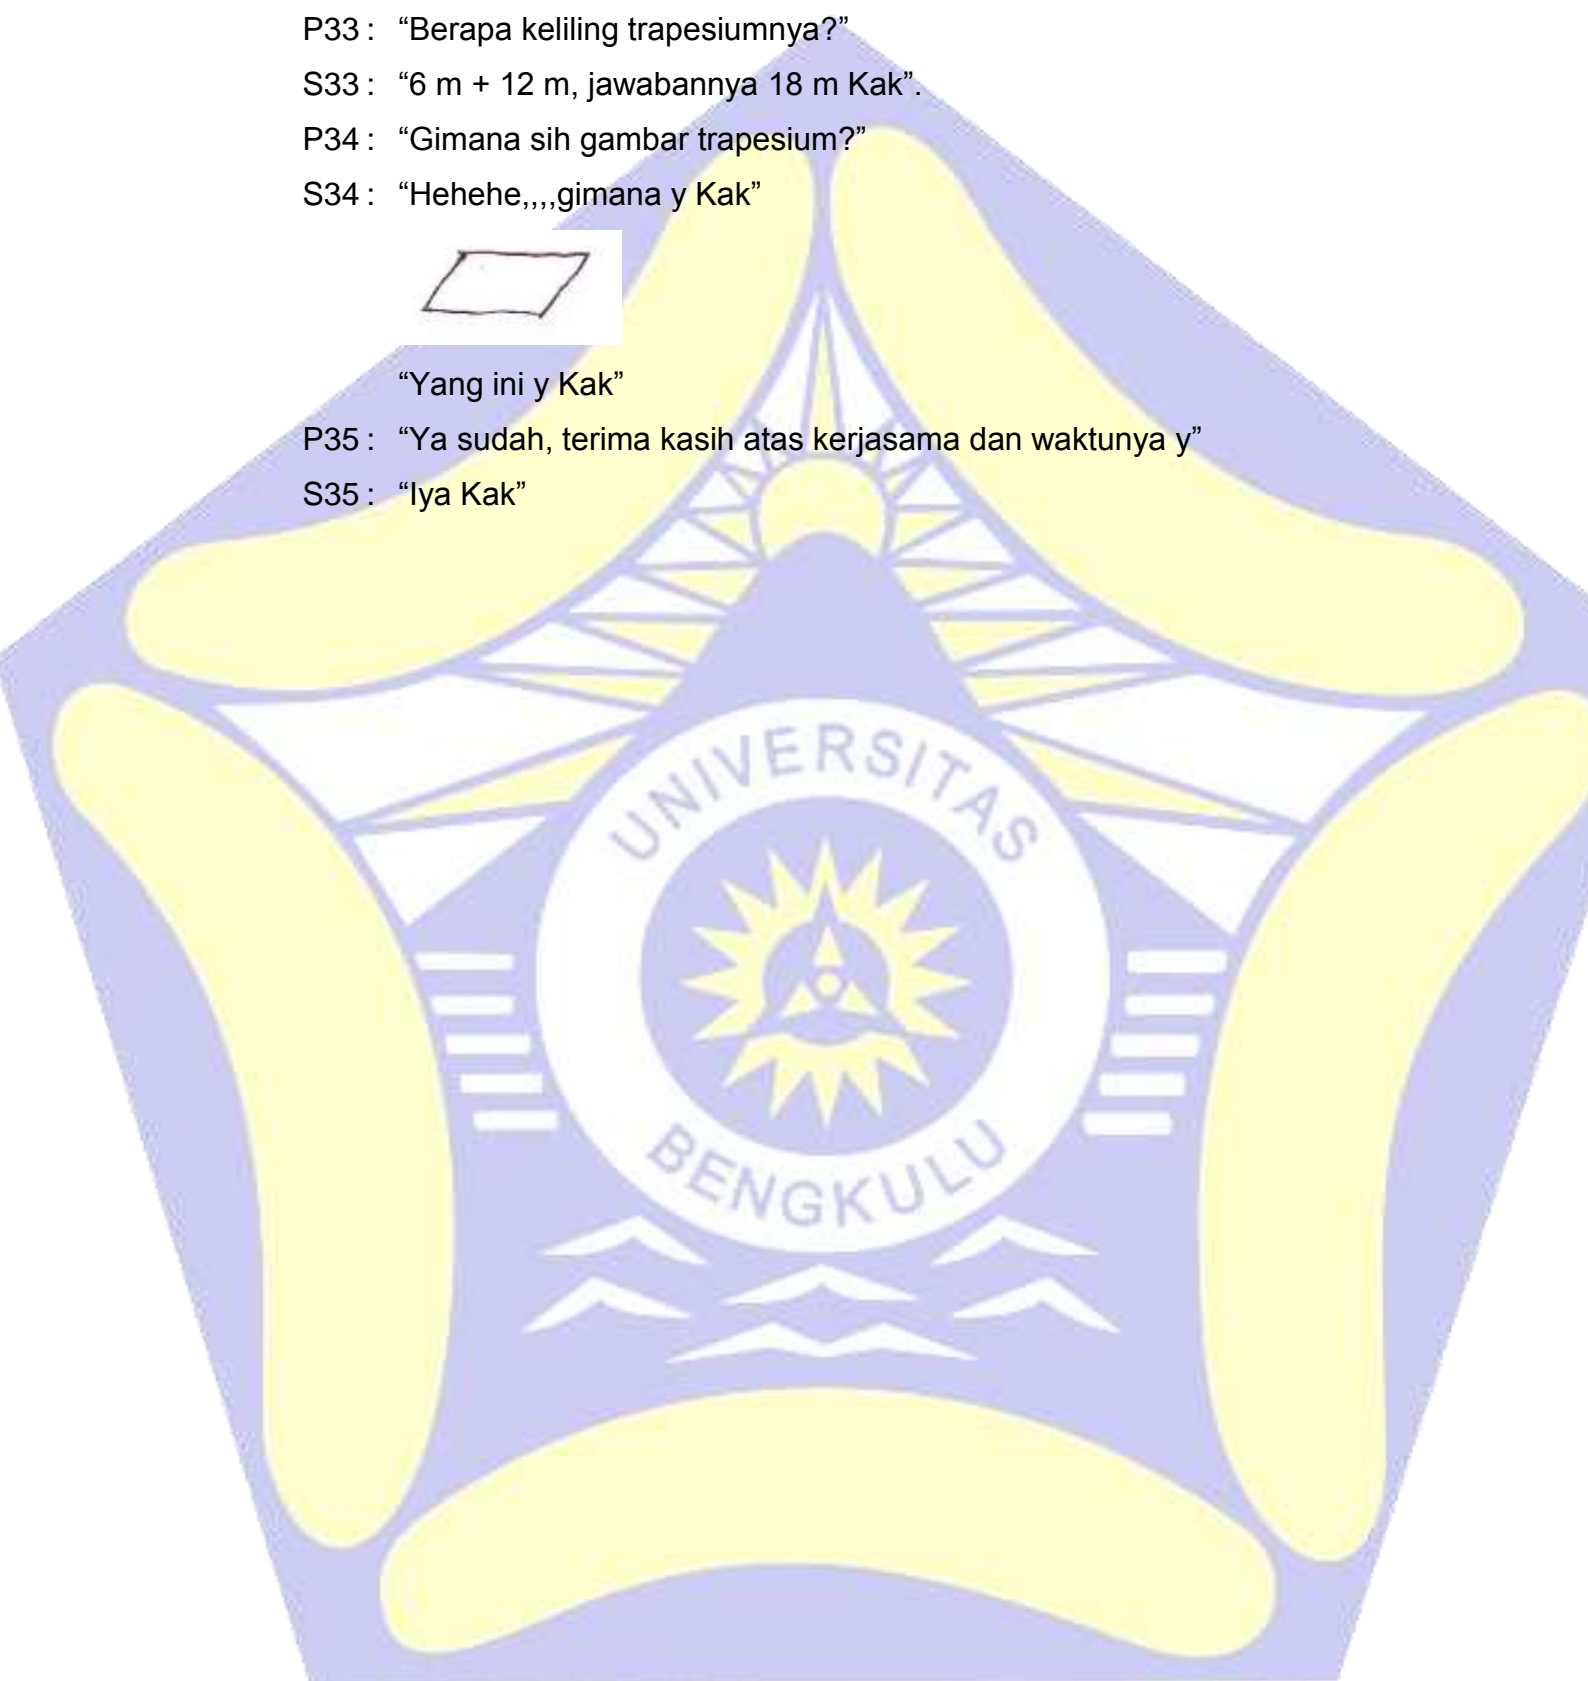 P33 : “Berapa keliling trapesiumnya?”
S33 : “6 m + 12 m, jawabannya 18 m Kak”.
P34 : “Gimana sih gambar trapesium?”
S34 : “Hehehe,,,,gimana y Kak”
“Yang ini y Kak”
P35 : “Ya sudah, terima kasih atas kerjasama dan waktunya y”
S35 : “Iya Kak”
UNIVERSITAS
BENGKULU